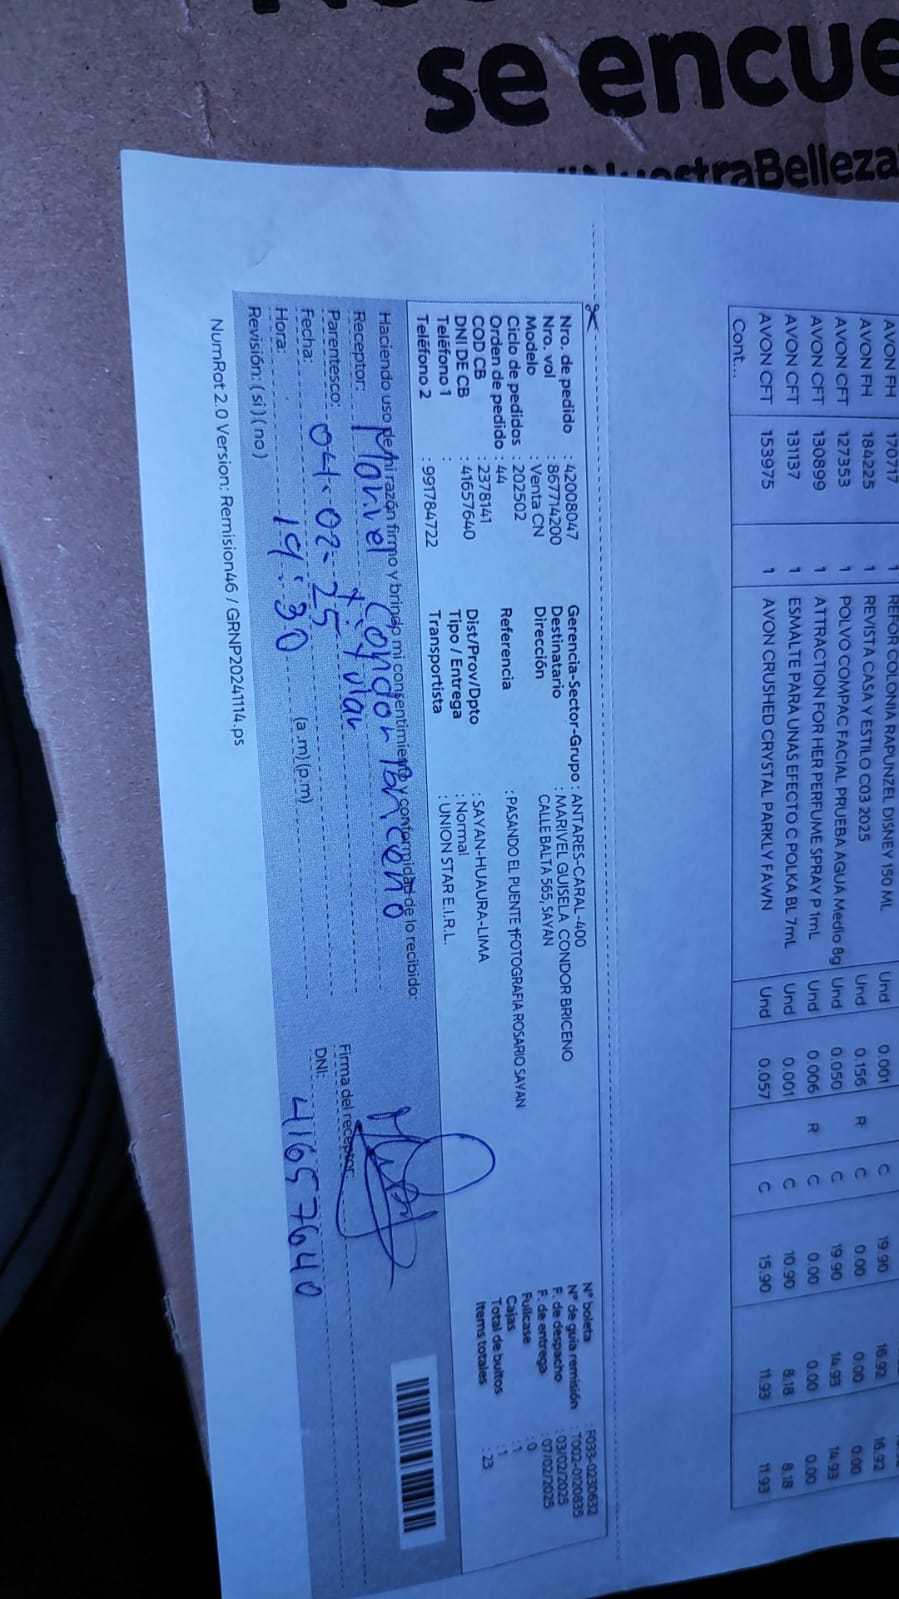 se encue
straBelleza
AVON FH 170717 1 REFOR COLONIA RAPUNZEL DISNEY 150 ML Und 0.001 C 19.90 16.92 16.92
AVON FH 184225 1 REVISTA CASA Y ESTILO C03 2025 Und 0.156 R C 0.00 0.00 0.00
AVON CFT 127353 1 POLVO COMPAC FACIAL PRUEBA AGUA Medio 8g Und 0.050 C 19.90 14.93 14.93
AVON CFT 130899 1 ATTRACTION FOR HER PERFUME SPRAY P 1mL Und 0.006 R C 0.00 0.00 0.00
AVON CFT 131137 1 ESMALTE PARA UNAS EFECTO C POLKA BL 7mL Und 0.001 C 10.90 8.18 8.18
AVON CFT 153975 1 AVON CRUSHED CRYSTAL PARKLY FAWN Und 0.057 C 15.90 11.93 11.93
Cont...
Nro. de pedido : 42008047
Nro. vol : 867714200
Modelo : Venta CN
Ciclo de pedidos : 202502
Orden de pedido : 44
COD CB : 2378141
DNI DE CB : 41657640
Teléfono 1 :
Teléfono 2 : 991784722
Gerencia-Sector-Grupo : ANTARES-CARAL-400
Destinatario : MARIVEL GUISELA CONDOR BRICENO
Dirección CALLE BALTA 565, SAYAN
Referencia : PASANDO EL PUENTE FOTOGRAFIA ROSARIO SAYAN
Dist/Prov/Dpto : SAYAN-HUAURA-LIMA
Tipo / Entrega : Normal
Transportista : UNION STAR E.I.R.L.
N° boleta : B033-0230632
N° de guía remisión : T002-0120835
F. de despacho : 03/02/2025
F. de entrega : 07/02/2025
Fullcase : 0
Cajas : 1
Total de bultos : 1
Items totales : 23
Haciendo uso de mi razón firmo y brindo mi consentimiento y conformidad de lo recibido:
Receptor: Marivel Condor Briceño
Parentesco: Titular
Fecha: 04-02-25
Hora: 19:30 (a .m) (p.m)
Revisión: ( si ) ( no )
Firma del receptor:
DNI: 41657640
NumRot 2.0 Version: Remision46 / GRNP20241114.ps